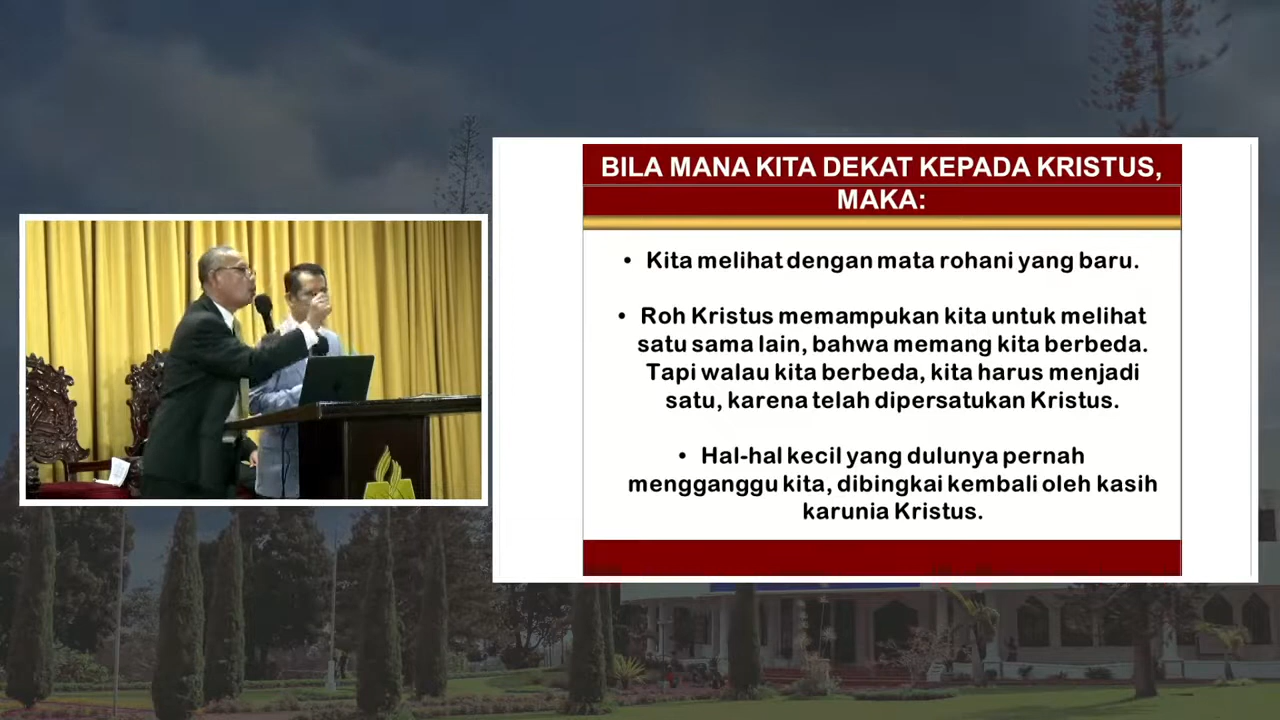 BILA MANA KITA DEKAT KEPADA KRISTUS,
MAKA:
• Kita melihat dengan mata rohani yang baru.
• Roh Kristus memampukan kita untuk melihat
satu sama lain, bahwa memang kita berbeda.
Tapi walau kita berbeda, kita harus menjadi
satu, karena telah dipersatukan Kristus.
• Hal-hal kecil yang dulunya pernah
mengganggu kita, dibingkai kembali oleh kasih
karunia Kristus.